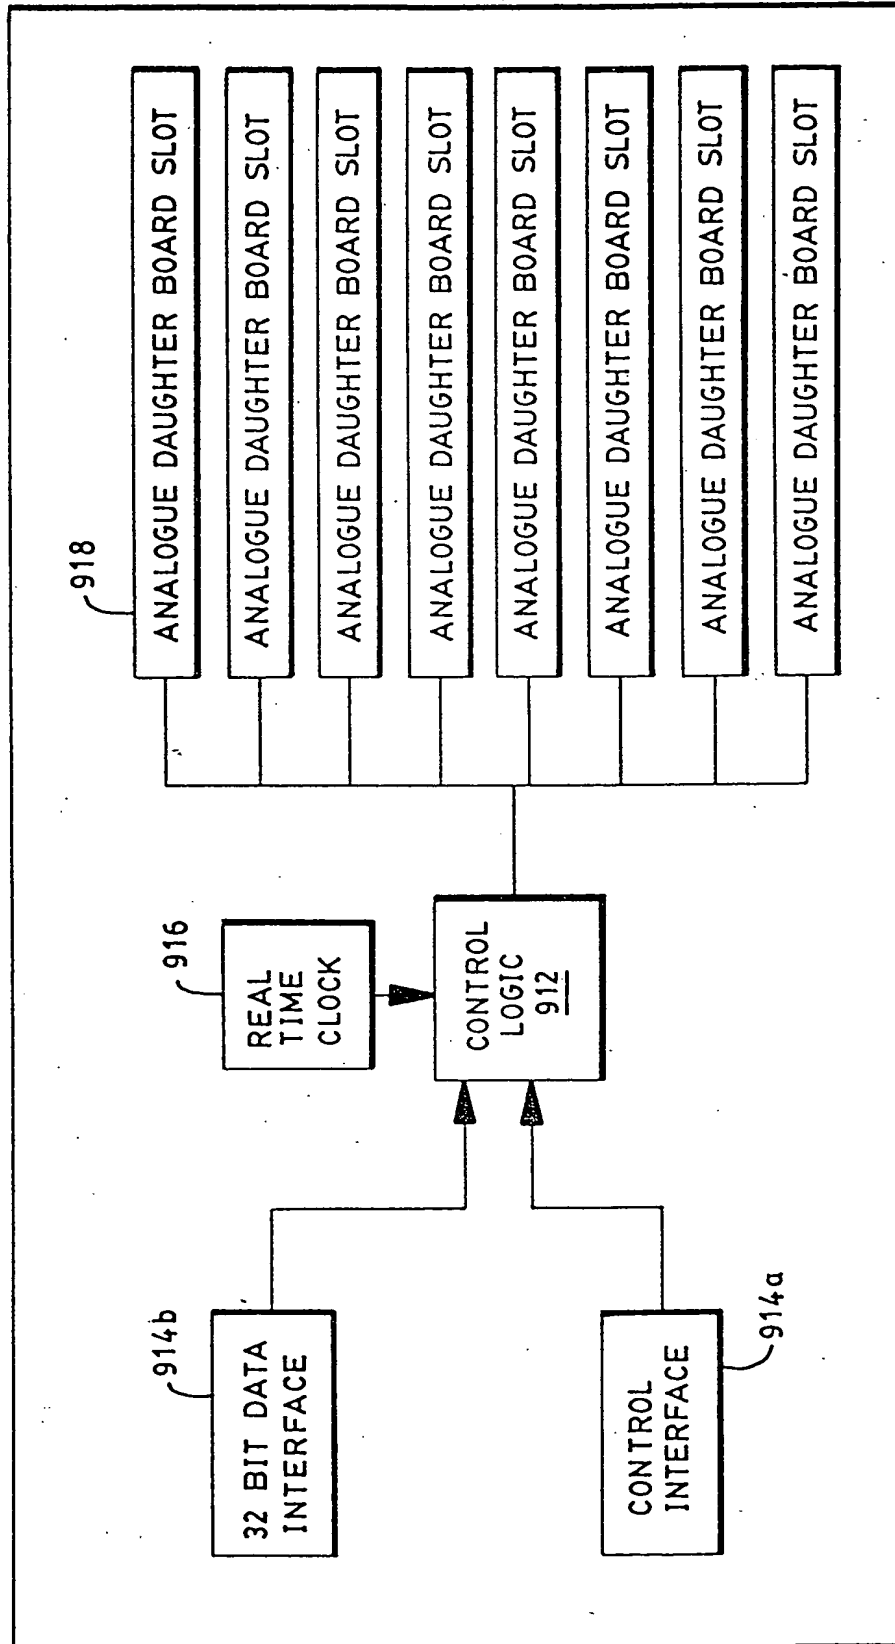 918
ANALOGUE DAUGHTER BOARD SLOT
ANALOGUE DAUGHTER BOARD SLOT
ANALOGUE DAUGHTER BOARD SLOT
ANALOGUE DAUGHTER BOARD SLOT
ANALOGUE DAUGHTER BOARD SLOT
ANALOGUE DAUGHTER BOARD SLOT
ANALOGUE DAUGHTER BOARD SLOT
ANALOGUE DAUGHTER BOARD SLOT
916
REAL
TIME
CLOCK
CONTROL
LOGIC
912
914b
32 BIT DATA
INTERFACE
914a
CONTROL
INTERFACE